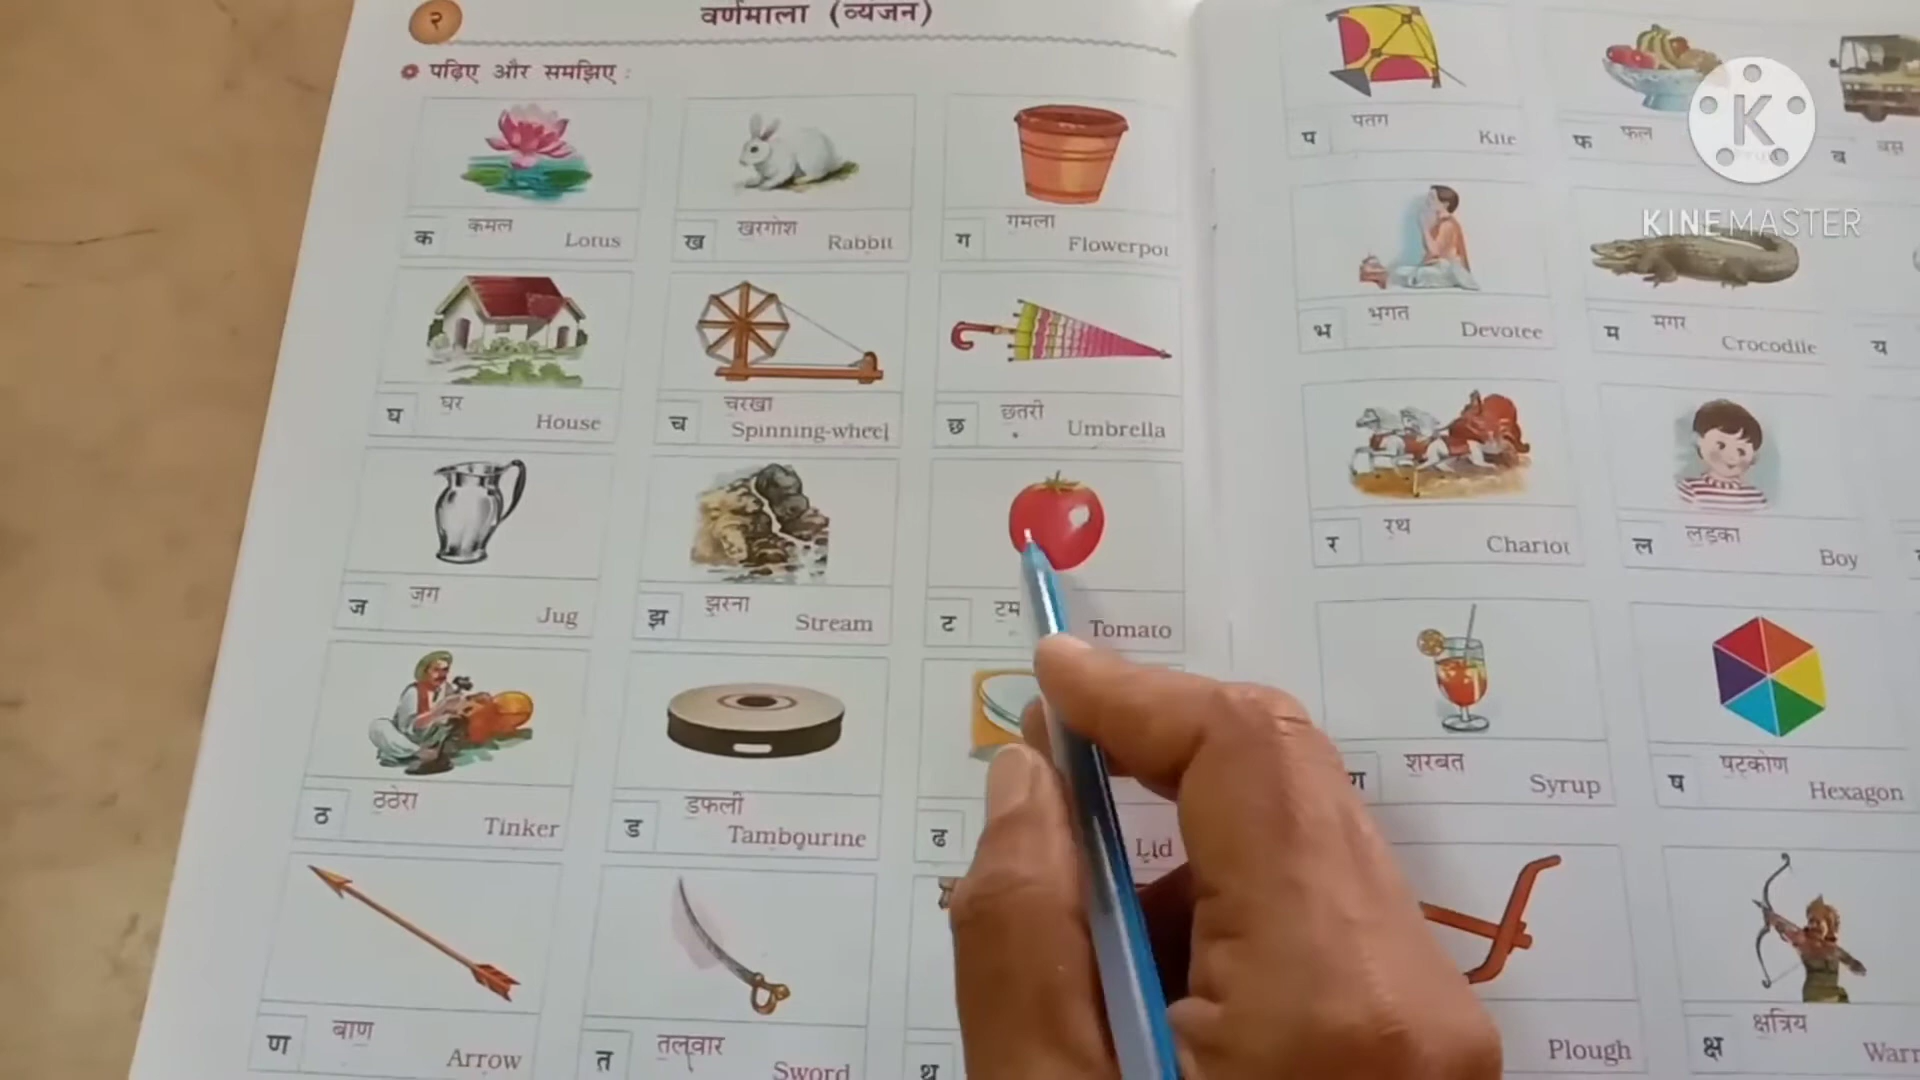 २
वर्णमाला (व्यंजन)
पढ़िए और समझिए :
क कमल Lotus
ख खरगोश Rabbit
ग गमला Flowerpot
घ घर House
च चरखा Spinning-wheel
छ छतरी Umbrella
ज जग Jug
झ झरना Stream
ट Tomato
ठ ठठेरा Tinker
ड डफली Tambourine
ढ Lid
ण बाण Arrow
त तलवार Sword
थ
प पतग Kite
फ फल
ब बस
भ भगत Devotee
म मगर Crocodile
य
र रथ Chariot
ल लड़का Boy
शरबत Syrup
ष षट्कोण Hexagon
Plough
क्ष क्षत्रिय
K
KINEMASTER